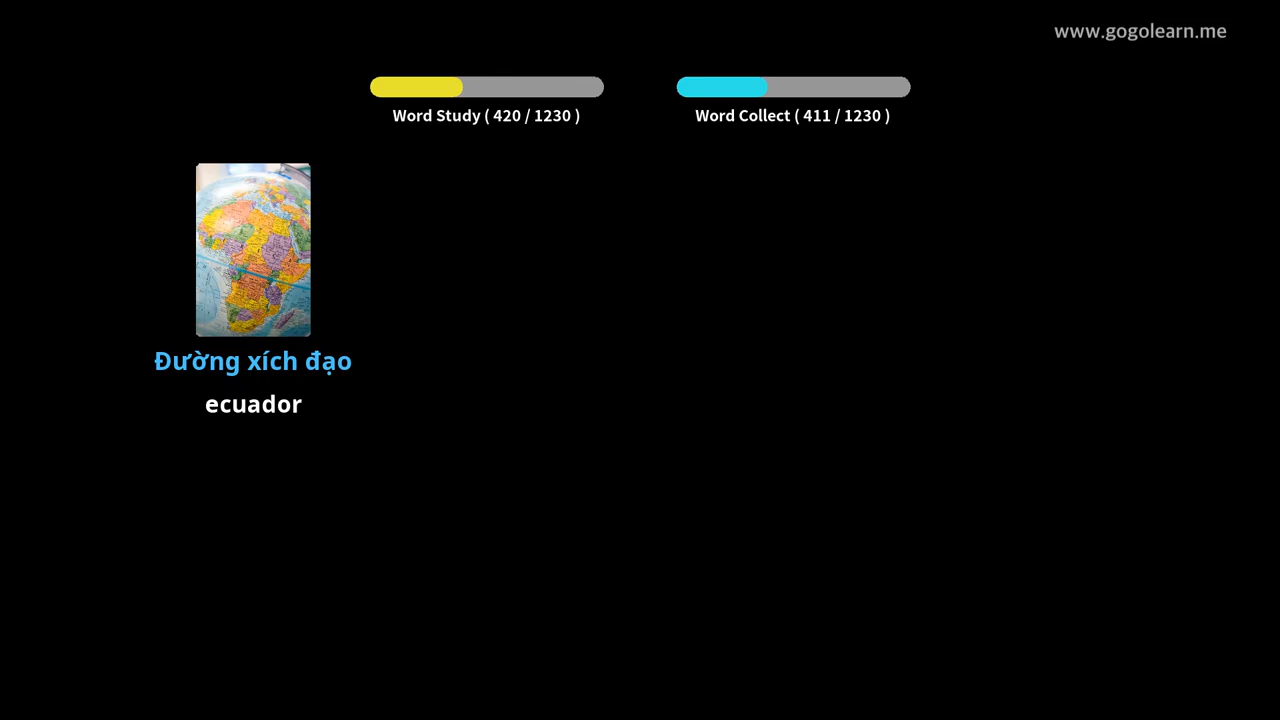 www.gogolearn.me
Word Study ( 420 / 1230 )
Word Collect ( 411 / 1230 )
Đường xích đạo
ecuador